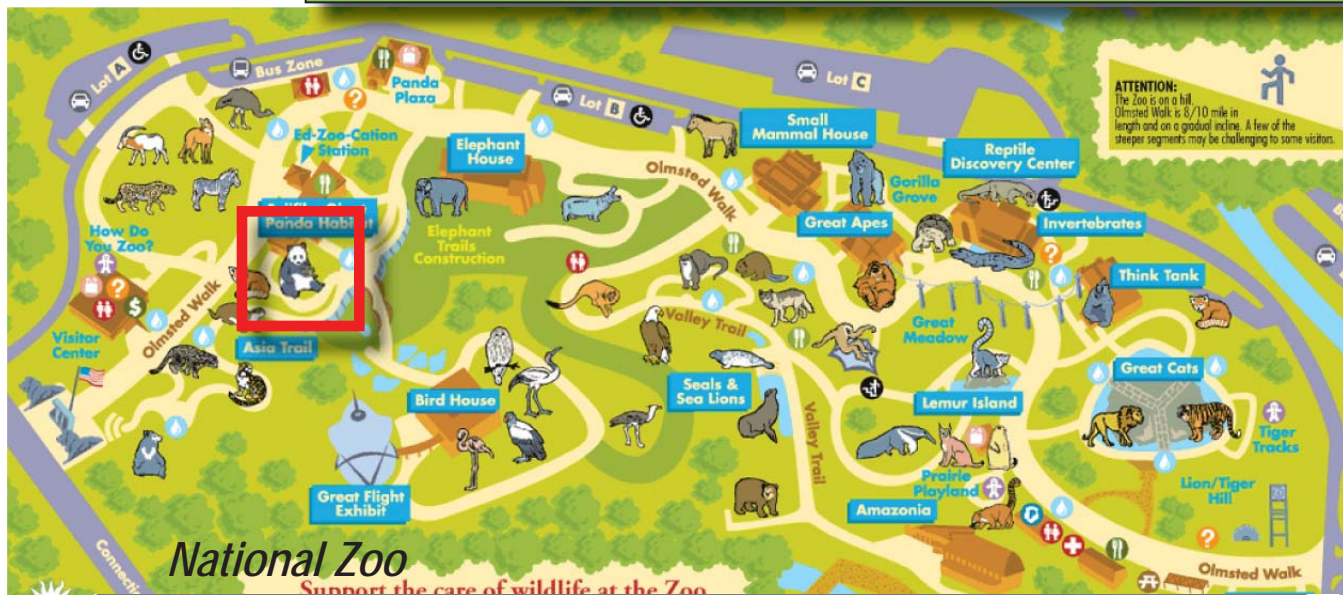 Lot A
Bus Zone
Panda
Plaza
Lot B
Lot C
ATTENTION:
The Zoo is on a hill.
Olmsted Walk is 8/10 mile in
length and on a gradual incline. A few of the
steeper segments may be challenging to some visitors.
Ed-Zoo-Cation
Station
Elephant
House
Small
Mammal House
Olmsted
Walk
Reptile
Discovery Center
Gorilla
Grove
Great Apes
Invertebrates
Panda Habitat
How Do
You Zoo?
Elephant
Trails
Construction
Think Tank
Visitor
Center
Olmsted Walk
Asia Trail
Valley Trail
Great
Meadow
Great Cats
Bird House
Seals &
Sea Lions
Lemur Island
Valley Trail
Tiger
Tracks
Great Flight
Exhibit
Prairie
Playland
Amazonia
Lion/Tiger
Hill
Connecti
National Zoo
Support the care of wildlife at the Zoo
Olmsted Walk